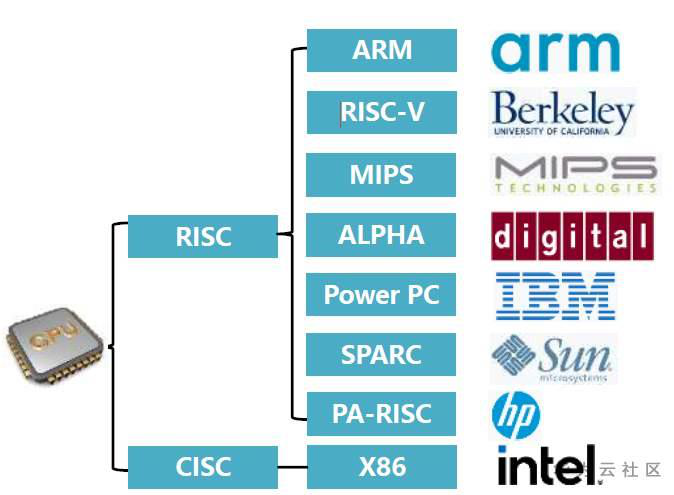 ARM
arm
RISC-V
Berkeley
UNIVERSITY OF CALIFORNIA
MIPS
MIPS
TECHNOLOGIES
RISC
ALPHA
digital
CPU
Power PC
IBM
SPARC
Sun
microsystems
PA-RISC
hp
CISC
X86
intel.
云社区